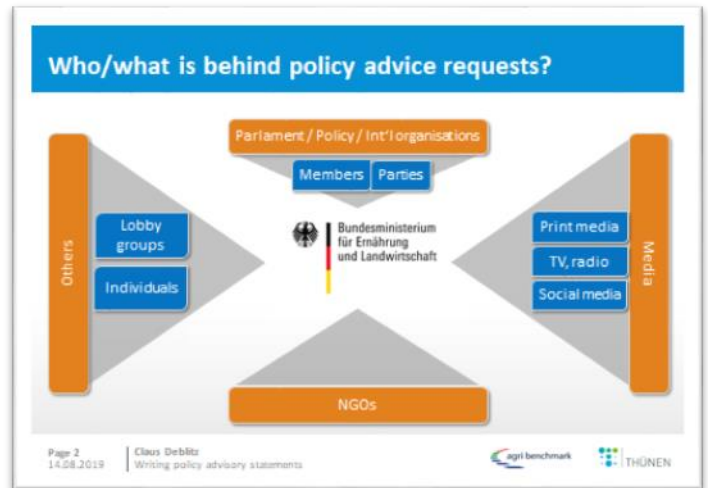 Who/what is behind policy advice requests?
Parlament / Policy / Int'l organisations
Members
Parties
Others
Lobby
groups
Individuals
Bundesministerium
für Ernährung
und Landwirtschaft
Print media
TV, radio
Social media
Media
NGOs
Page 2
14.08.2019
Claus Deblitz
Writing policy advisory statements
agri benchmark
THÜNEN